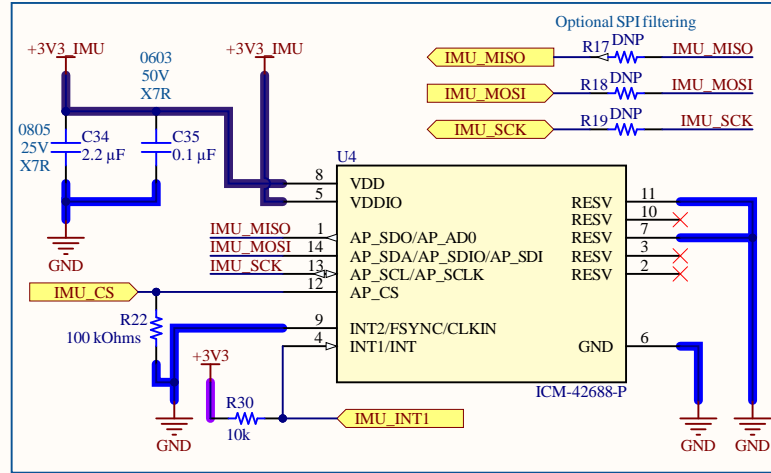 Optional SPI filtering
+3V3_IMU
+3V3_IMU
0603
50V
X7R
0805
25V
X7R
C34
2.2 µF
C35
0.1 µF
GND
IMU_MISO
R17
DNP
IMU_MISO
IMU_MOSI
R18
DNP
IMU_MOSI
IMU_SCK
R19
DNP
IMU_SCK
U4
8
VDD
5
VDDIO
IMU_MISO
1
AP_SDO/AP_AD0
IMU_MOSI
14
AP_SDA/AP_SDIO/AP_SDI
IMU_SCK
13
AP_SCL/AP_SCLK
IMU_CS
12
AP_CS
9
INT2/FSYNC/CLKIN
4
INT1/INT
RESV
11
RESV
10
RESV
7
RESV
3
RESV
2
GND
6
ICM-42688-P
R22
100 kOhms
GND
+3V3
R30
10k
IMU_INT1
GND
GND